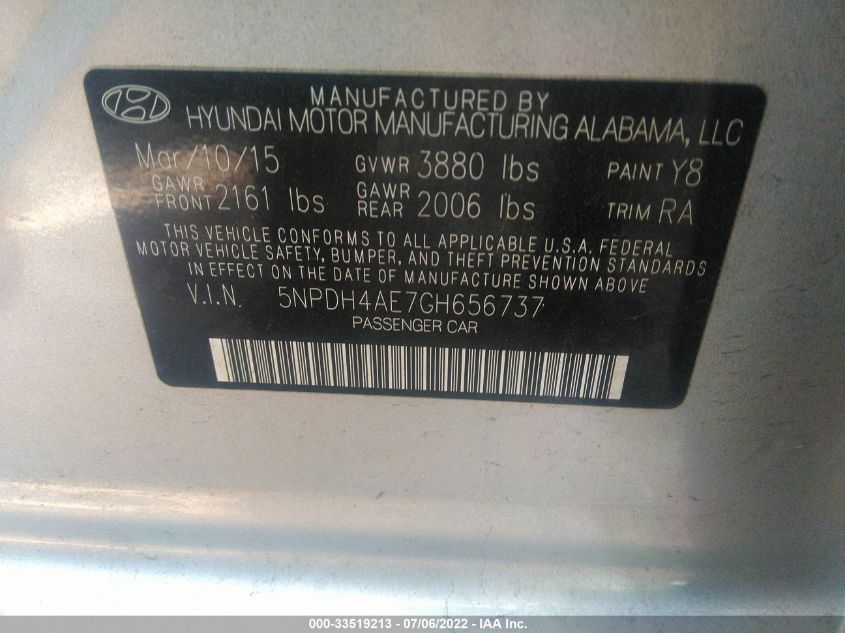 MANUFACTURED BY
HYUNDAI MOTOR MANUFACTURING ALABAMA, LLC
Mar/10/15 GVWR 3880 lbs PAINT Y8
GAWR FRONT 2161 lbs GAWR REAR 2006 lbs TRIM RA
THIS VEHICLE CONFORMS TO ALL APPLICABLE U.S.A. FEDERAL
MOTOR VEHICLE SAFETY, BUMPER, AND THEFT PREVENTION STANDARDS
IN EFFECT ON THE DATE OF MANUFACTURE SHOWN ABOVE
V.I.N. 5NPDH4AE7GH656737
PASSENGER CAR
000-33519213 - 07/06/2022 - IAA Inc.